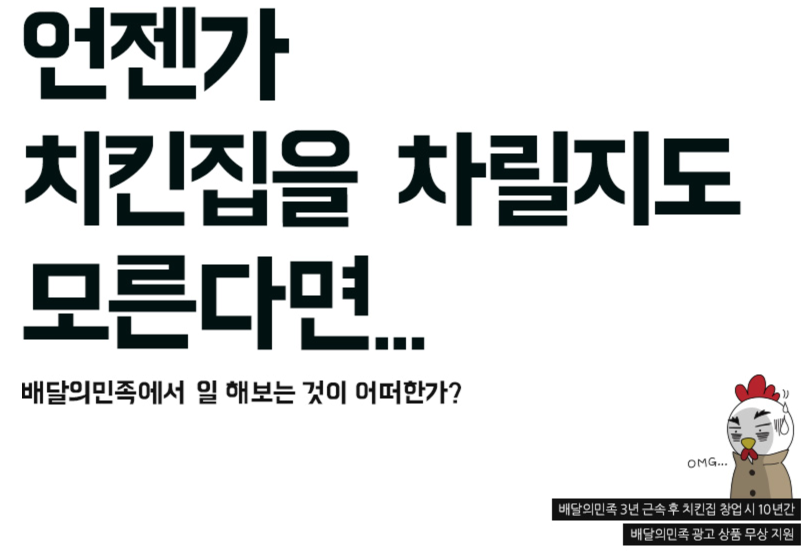 언젠가
치킨집을 차릴지도
모른다면...
배달의민족에서 일 해보는 것이 어떠한가?
OMG...
배달의민족 3년 근속 후 치킨집 창업 시 10년간
배달의민족 광고 상품 무상 지원